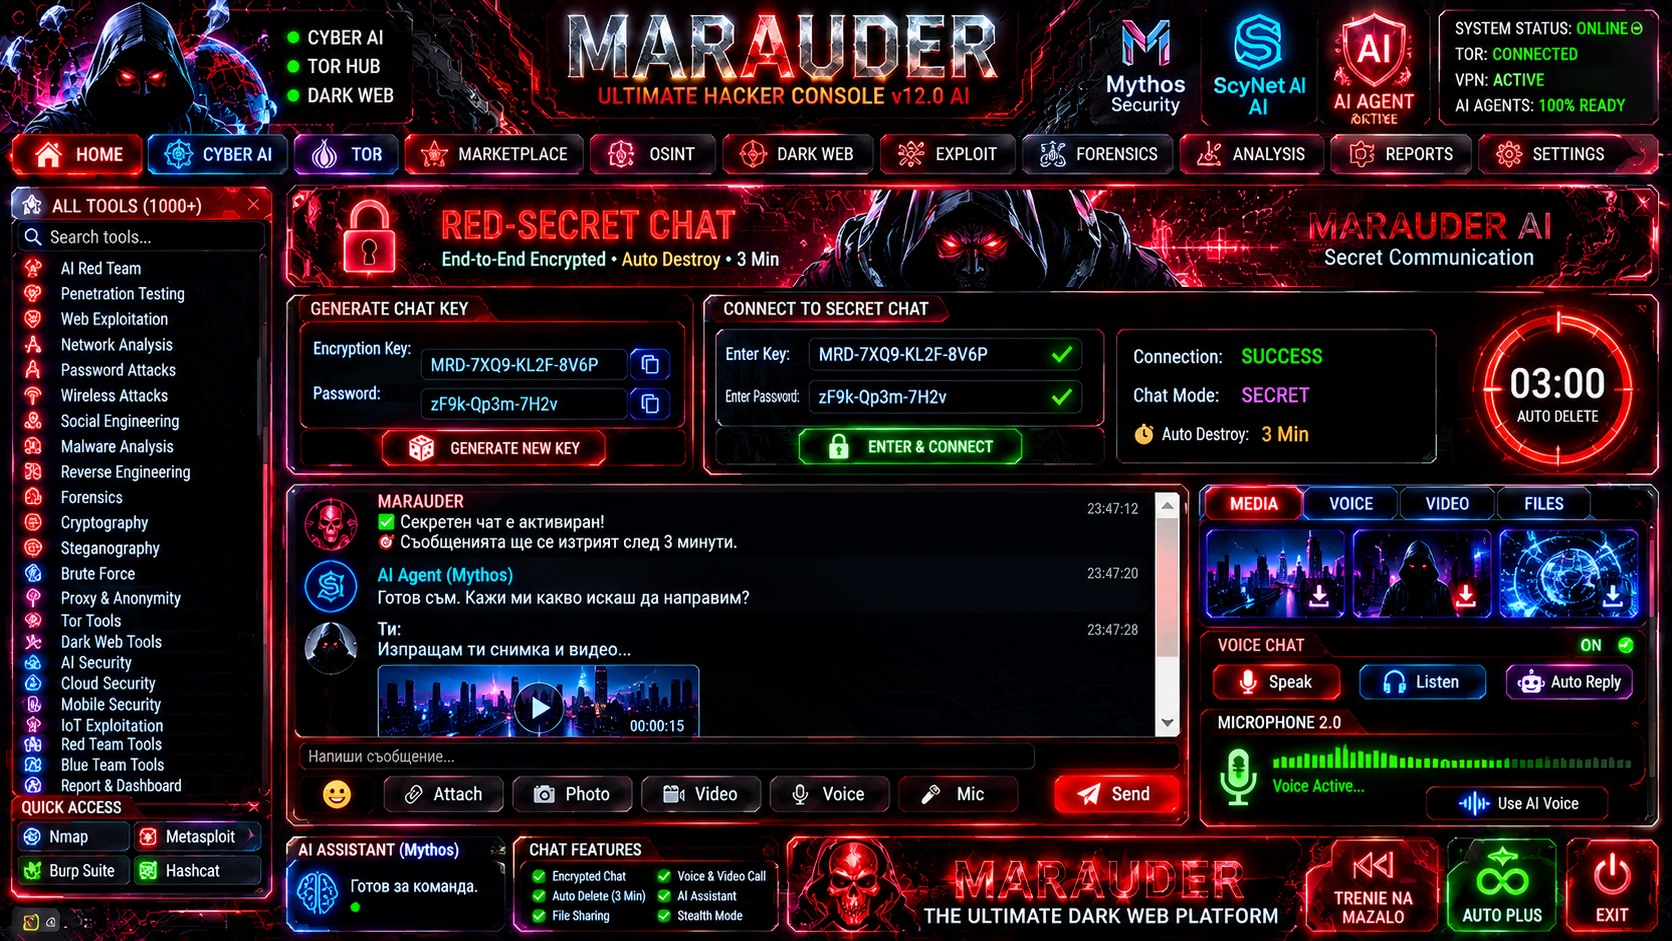 CYBER AI
TOR HUB
DARK WEB
MARAUDER
ULTIMATE HACKER CONSOLE v12.0 AI
Mythos
Security
ScyNet AI
AI
AI
AI AGENT
SYSTEM STATUS: ONLINE
TOR: CONNECTED
VPN: ACTIVE
AI AGENTS: 100% READY
HOME
CYBER AI
TOR
MARKETPLACE
OSINT
DARK WEB
EXPLOIT
FORENSICS
ANALYSIS
REPORTS
SETTINGS
ALL TOOLS (1000+)
Search tools...
AI Red Team
Penetration Testing
Web Exploitation
Network Analysis
Password Attacks
Wireless Attacks
Social Engineering
Malware Analysis
Reverse Engineering
Forensics
Cryptography
Steganography
Brute Force
Proxy & Anonymity
Tor Tools
Dark Web Tools
AI Security
Cloud Security
Mobile Security
IoT Exploitation
Red Team Tools
Blue Team Tools
Report & Dashboard
QUICK ACCESS
Nmap
Metasploit
Burp Suite
Hashcat
RED-SECRET CHAT
End-to-End Encrypted • Auto Destroy • 3 Min
MARAUDER AI
Secret Communication
GENERATE CHAT KEY
Encryption Key:
MRD-7XQ9-KL2F-8V6P
Password:
zF9k-Qp3m-7H2v
GENERATE NEW KEY
CONNECT TO SECRET CHAT
Enter Key:
MRD-7XQ9-KL2F-8V6P
Enter Password:
zF9k-Qp3m-7H2v
ENTER & CONNECT
Connection: SUCCESS
Chat Mode: SECRET
Auto Destroy: 3 Min
03:00
AUTO DELETE
MARAUDER
23:47:12
Секретен чат е активиран!
Съобщенията ще се изтрият след 3 минути.
AI Agent (Mythos)
23:47:20
Готов съм. Кажи ми какво искаш да направим?
Ти:
23:47:28
Изпращам ти снимка и видео...
00:00:15
Напиши съобщение...
Attach
Photo
Video
Voice
Mic
Send
MEDIA
VOICE
VIDEO
FILES
VOICE CHAT
ON
Speak
Listen
Auto Reply
MICROPHONE 2.0
Voice Active...
Use AI Voice
AI ASSISTANT (Mythos)
Готов за команда.
CHAT FEATURES
Encrypted Chat
Voice & Video Call
Auto Delete (3 Min)
AI Assistant
File Sharing
Stealth Mode
MARAUDER
THE ULTIMATE DARK WEB PLATFORM
TRENIE NA
MAZALO
AUTO PLUS
EXIT